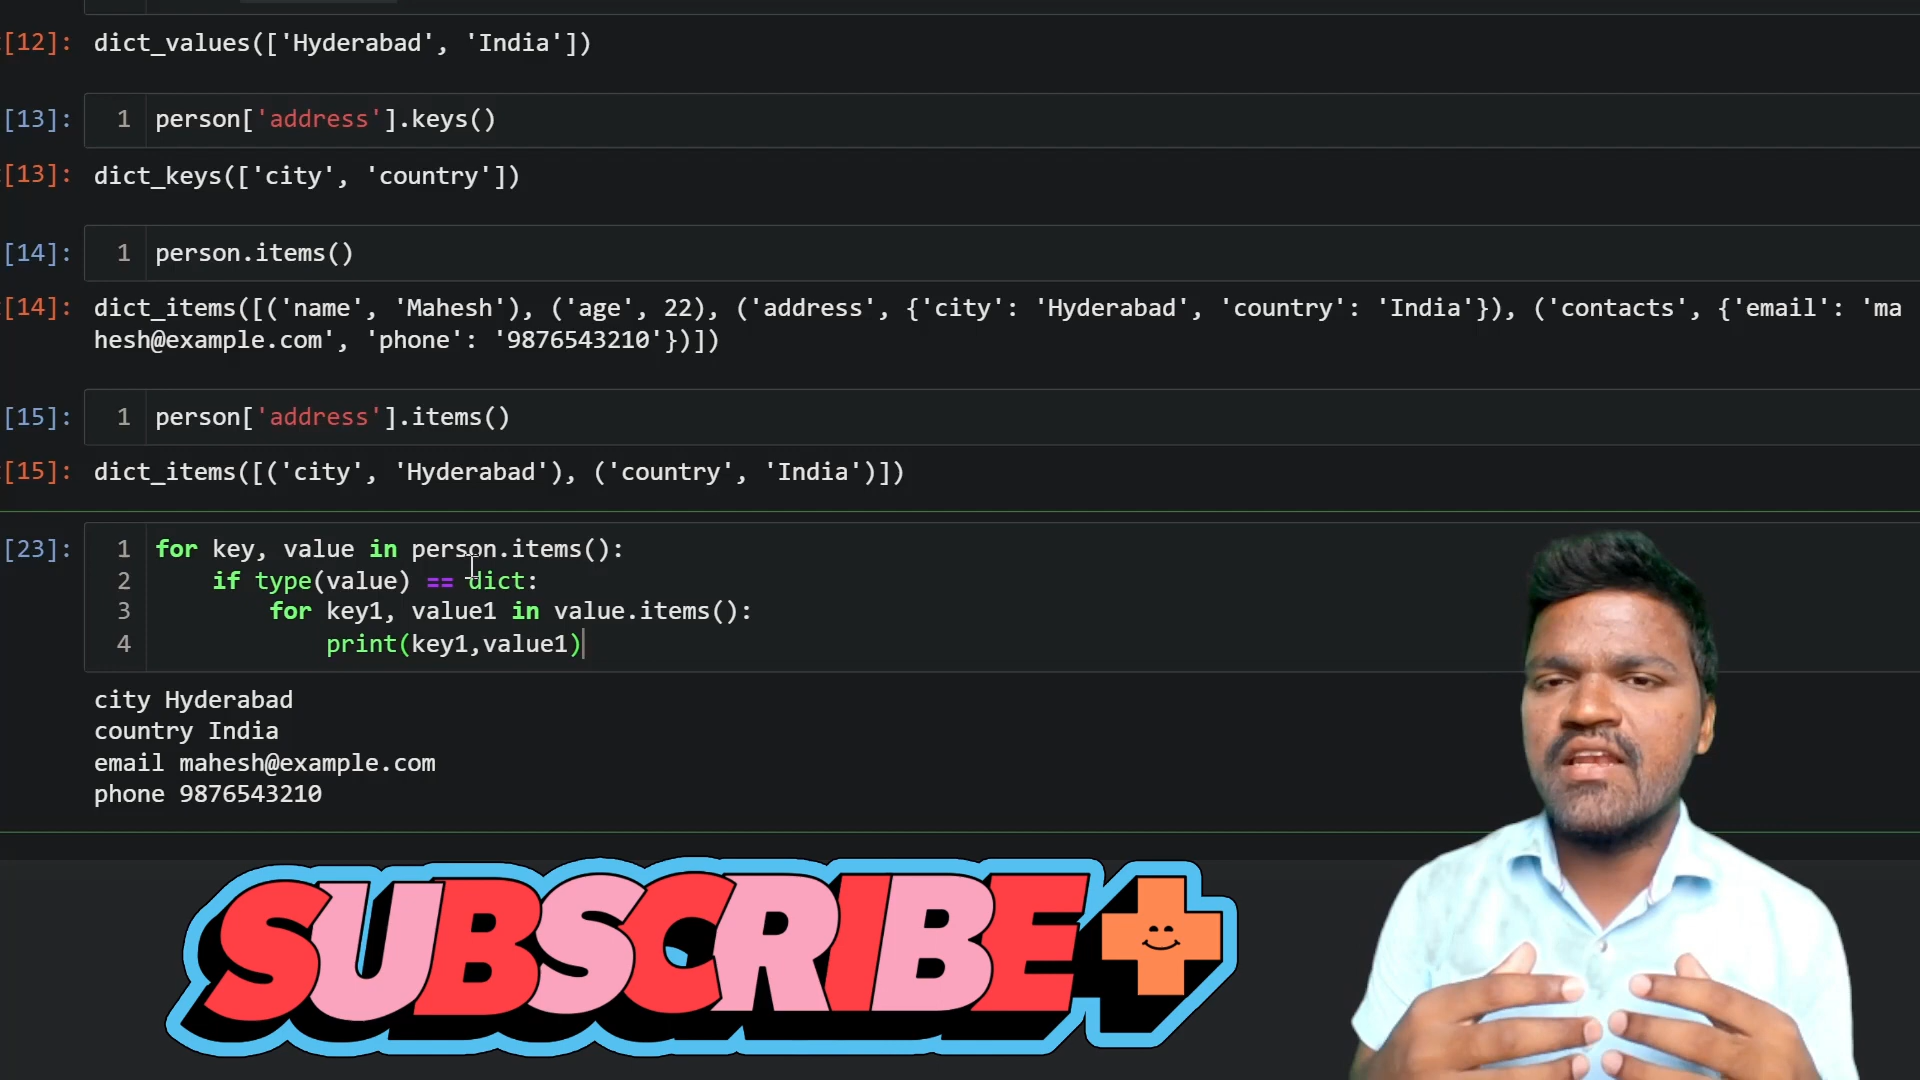 [12]: dict_values(['Hyderabad', 'India'])
[13]: 1 person['address'].keys()
[13]: dict_keys(['city', 'country'])
[14]: 1 person.items()
[14]: dict_items([('name', 'Mahesh'), ('age', 22), ('address', {'city': 'Hyderabad', 'country': 'India'}), ('contacts', {'email': 'ma
hesh@example.com', 'phone': '9876543210'})])
[15]: 1 person['address'].items()
[15]: dict_items([('city', 'Hyderabad'), ('country', 'India')])
[23]: 1 for key, value in person.items():
2     if type(value) == dict:
3         for key1, value1 in value.items():
4             print(key1,value1)
city Hyderabad
country India
email mahesh@example.com
phone 9876543210
SUBSCRIBE